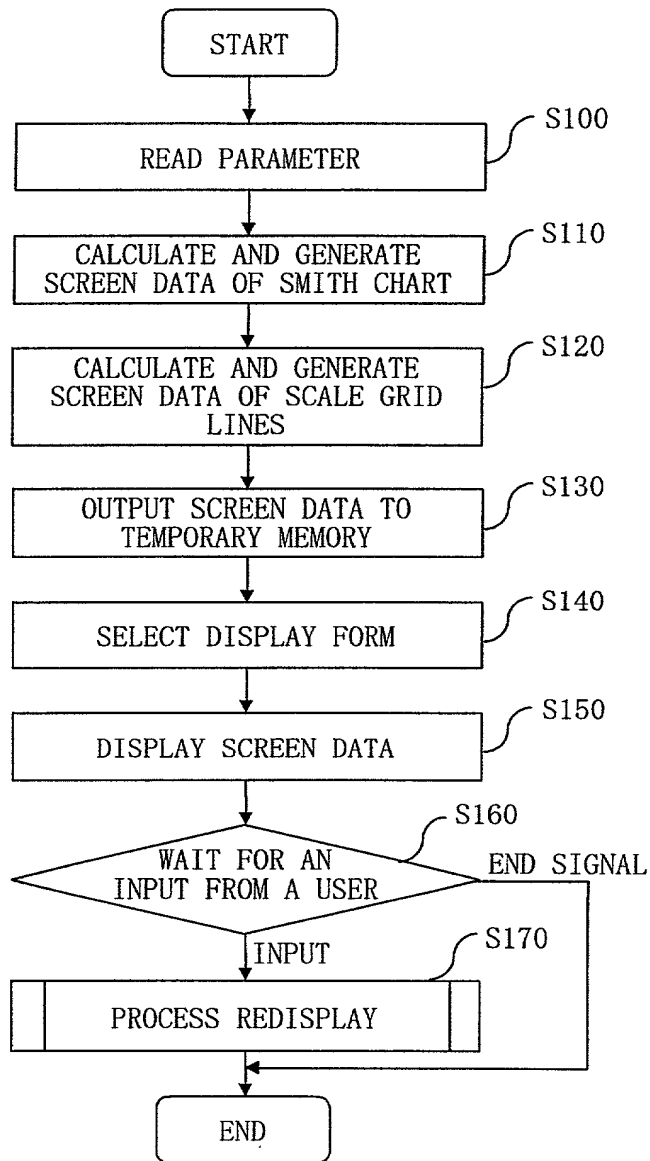 START
S100
READ PARAMETER
S110
CALCULATE AND GENERATE
SCREEN DATA OF SMITH CHART
S120
CALCULATE AND GENERATE
SCREEN DATA OF SCALE GRID
LINES
S130
OUTPUT SCREEN DATA TO
TEMPORARY MEMORY
S140
SELECT DISPLAY FORM
S150
DISPLAY SCREEN DATA
S160
WAIT FOR AN
INPUT FROM A USER
END SIGNAL
INPUT
S170
PROCESS REDISPLAY
END